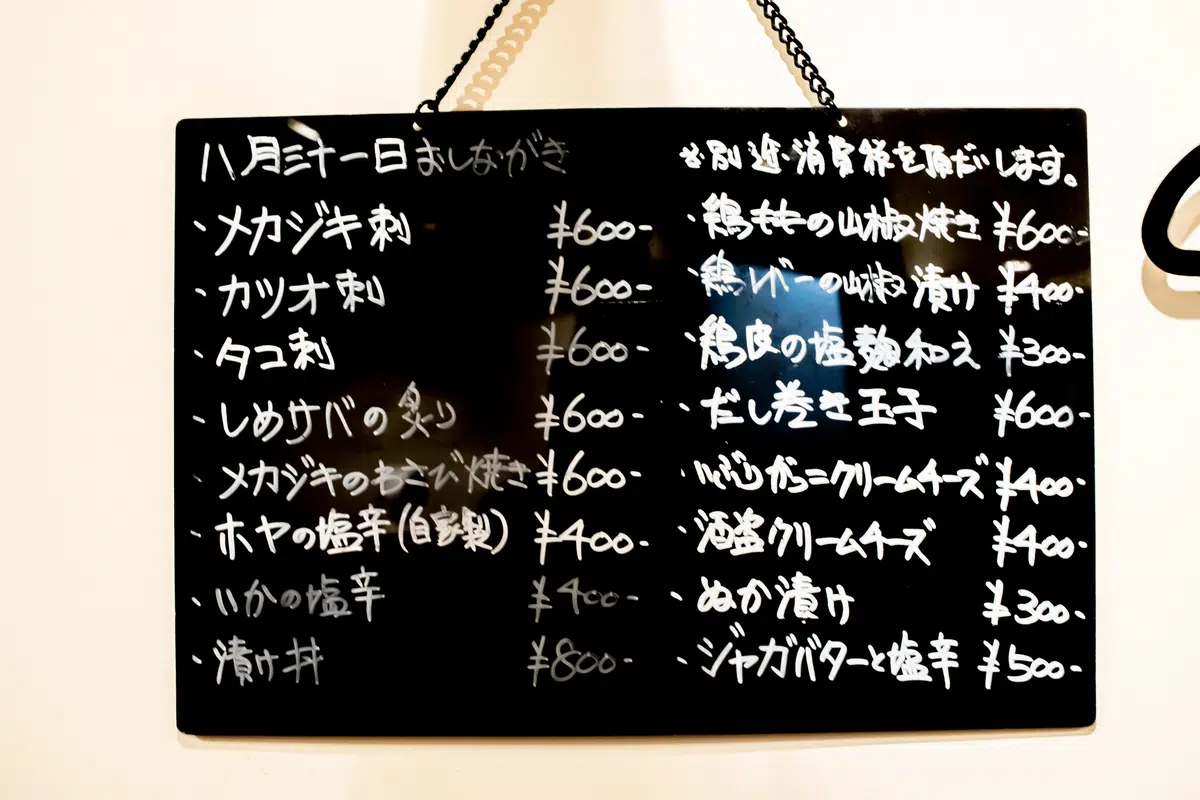 八月三十一日おしながき
・メカジキ刺 ¥600-
・カツオ刺 ¥600-
・タコ刺 ¥600-
・しめサバの炙り ¥600-
・メカジキのわさび焼き ¥600-
・ホヤの塩辛(自家製) ¥400-
・いかの塩辛 ¥400-
・漬け丼 ¥800-
※別途消費税を頂だいします。
・鶏ももの山椒焼き ¥600-
・鶏レバーの山椒漬け ¥400-
・鶏皮の塩麹和え ¥300-
・だし巻き玉子 ¥600-
・いぶりがっこクリームチーズ ¥400-
・酒盗クリームチーズ ¥400-
・ぬか漬け ¥300-
・ジャガバターと塩辛 ¥500-